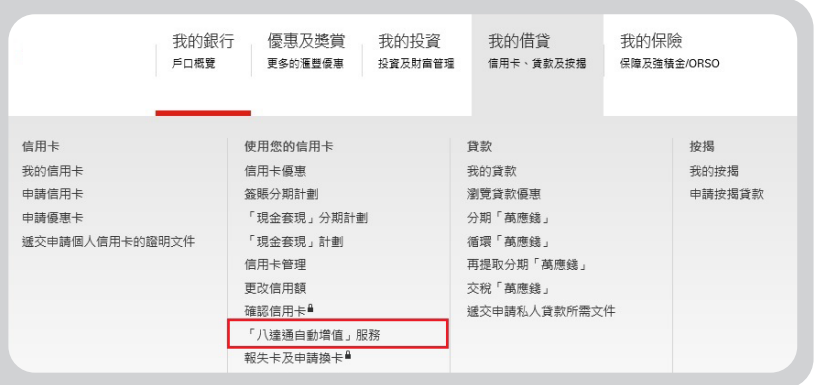 我的銀行
戶口概覽
優惠及獎賞
更多的滙豐優惠
我的投資
投資及財富管理
我的借貸
信用卡、貸款及按揭
我的保險
保障及強積金/ORSO
信用卡
我的信用卡
申請信用卡
申請優惠卡
遞交申請個人信用卡的證明文件
使用您的信用卡
信用卡優惠
簽賬分期計劃
「現金套現」分期計劃
「現金套現」計劃
信用卡管理
更改信用額
確認信用卡
「八達通自動增值」服務
報失卡及申請換卡
貸款
我的貸款
瀏覽貸款優惠
分期「萬應錢」
循環「萬應錢」
再提取分期「萬應錢」
交稅「萬應錢」
遞交申請私人貸款所需文件
按揭
我的按揭
申請按揭貸款